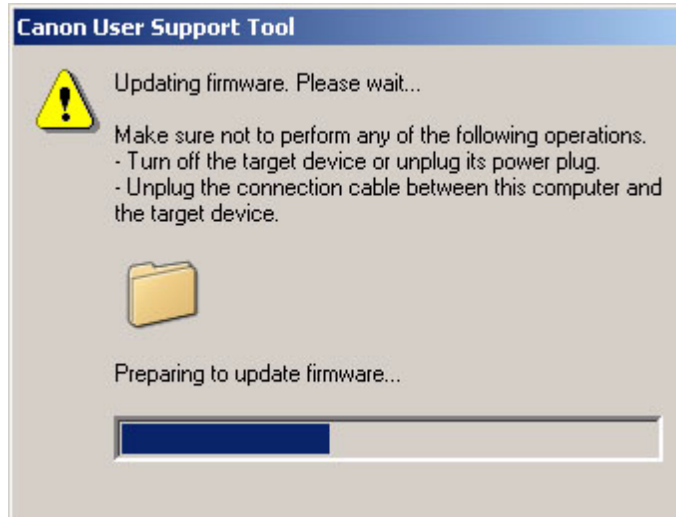 Canon User Support Tool
Updating firmware. Please wait...
Make sure not to perform any of the following operations.
- Turn off the target device or unplug its power plug.
- Unplug the connection cable between this computer and
the target device.
Preparing to update firmware...